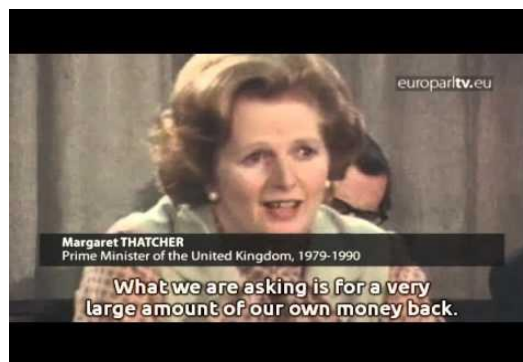 europarltv.eu
Margaret THATCHER
Prime Minister of the United Kingdom, 1979-1990
What we are asking is for a very
large amount of our own money back.